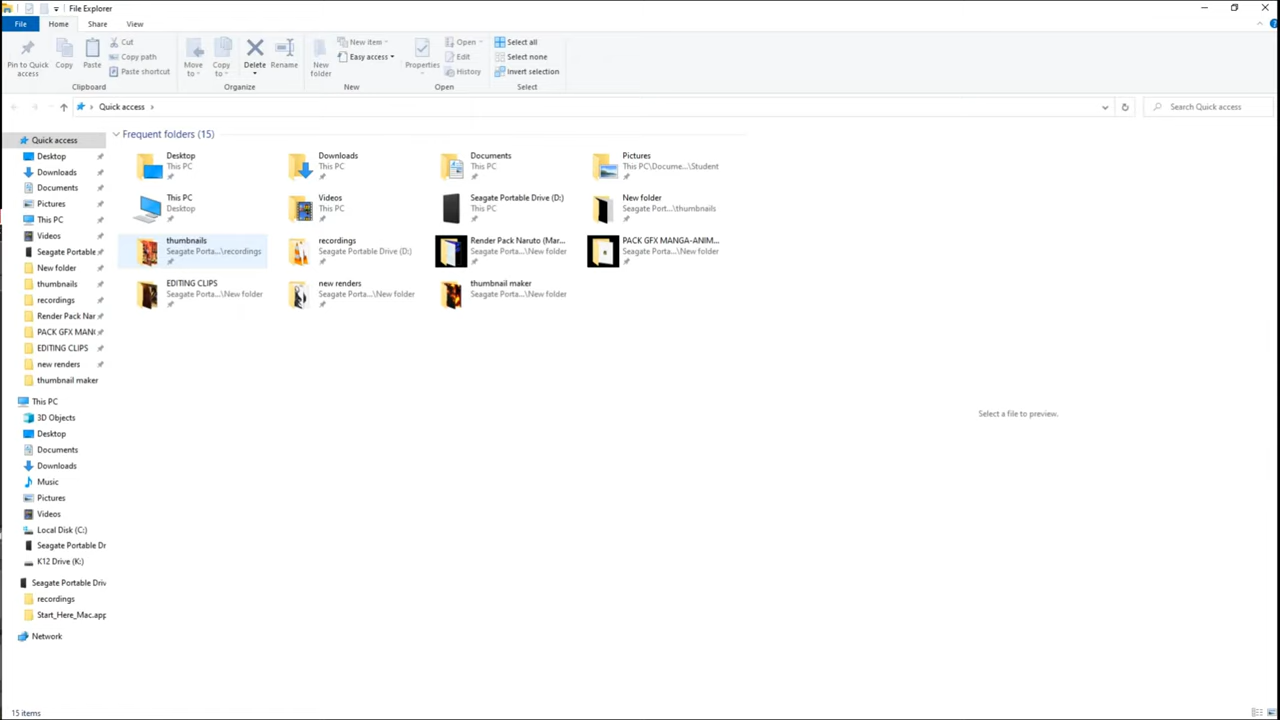 File Explorer
File Home Share View
Pin to Quick access
Copy
Paste
Cut
Copy path
Paste shortcut
Clipboard
Move to
Copy to
Delete
Rename
Organize
New folder
New item
Easy access
New
Properties
Open
Edit
History
Open
Select all
Select none
Invert selection
Select
Quick access
Search Quick access
Quick access
Desktop
Downloads
Documents
Pictures
This PC
Videos
Seagate Portable
New folder
thumbnails
recordings
Render Pack Nar
PACK GFX MANG
EDITING CLIPS
new renders
thumbnail maker
This PC
3D Objects
Desktop
Documents
Downloads
Music
Pictures
Videos
Local Disk (C:)
Seagate Portable Dr
K12 Drive (K:)
Seagate Portable Driv
recordings
Start_Here_Mac.app
Network
Frequent folders (15)
Desktop
This PC
Downloads
This PC
Documents
This PC
Pictures
This PC\Docume...\Student
This PC
Desktop
Videos
This PC
Seagate Portable Drive (D:)
This PC
New folder
Seagate Port...\thumbnails
thumbnails
Seagate Porta...\recordings
recordings
Seagate Portable Drive (D:)
Render Pack Naruto (Mar...
Seagate Porta...\New folder
PACK GFX MANGA-ANIM...
Seagate Porta...\New folder
EDITING CLIPS
Seagate Porta...\New folder
new renders
Seagate Porta...\New folder
thumbnail maker
Seagate Porta...\New folder
Select a file to preview.
15 items